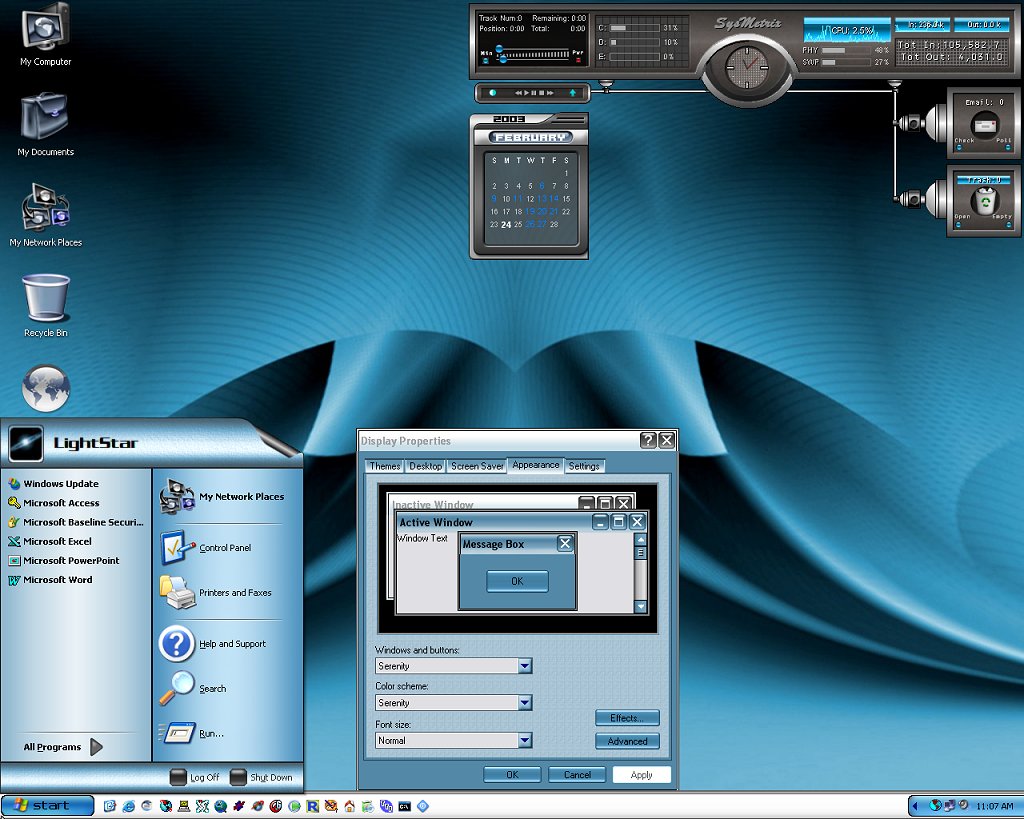 My Computer
My Documents
My Network Places
Recycle Bin
Track Num:0 Remaining: 0:00
Position: 0:00 Total: 0:00
Min Pwr
C: 31%
D: 10%
E: 0%
SysMetrix
CPU: 2.5%
PHY 48%
SWP 27%
Out: 0.0 k
Tot In:105,582.7
Tot Out: 4,031.0
Email: 0
Check Poll
Trash: 0
Open Empty
2003
FEBRUARY
S M T W T F S
1
2 3 4 5 6 7 8
9 10 11 12 13 14 15
16 17 18 19 20 21 22
23 24 25 26 27 28
LightStar
Windows Update
Microsoft Access
Microsoft Baseline Securi...
Microsoft Excel
Microsoft PowerPoint
Microsoft Word
All Programs
My Network Places
Control Panel
Printers and Faxes
Help and Support
Search
Run...
Log Off Shut Down
Display Properties
Themes Desktop Screen Saver Appearance Settings
Inactive Window
Active Window
Window Text
Message Box
OK
Windows and buttons:
Serenity
Color scheme:
Serenity
Font size:
Normal
Effects...
Advanced
OK Cancel Apply
start
11:07 AM